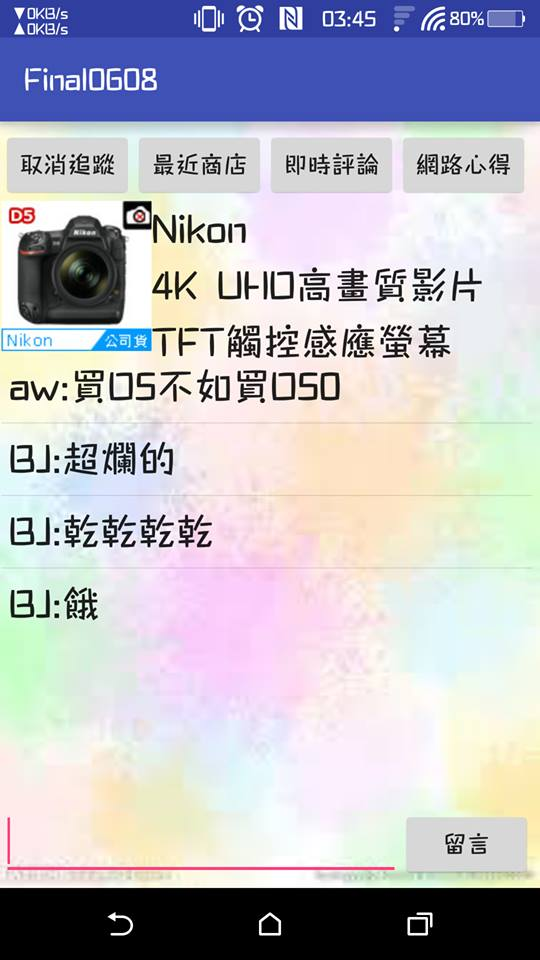 0KB/s
0KB/s
03:45
80%
Final0608
取消追蹤
最近商店
即時評論
網路心得
D5
Nikon
Nikon
公司貨
Nikon
4K UHD高畫質影片
TFT觸控感應螢幕
aw:買D5不如買D50
BJ:超爛的
BJ:乾乾乾乾
BJ:餓
留言